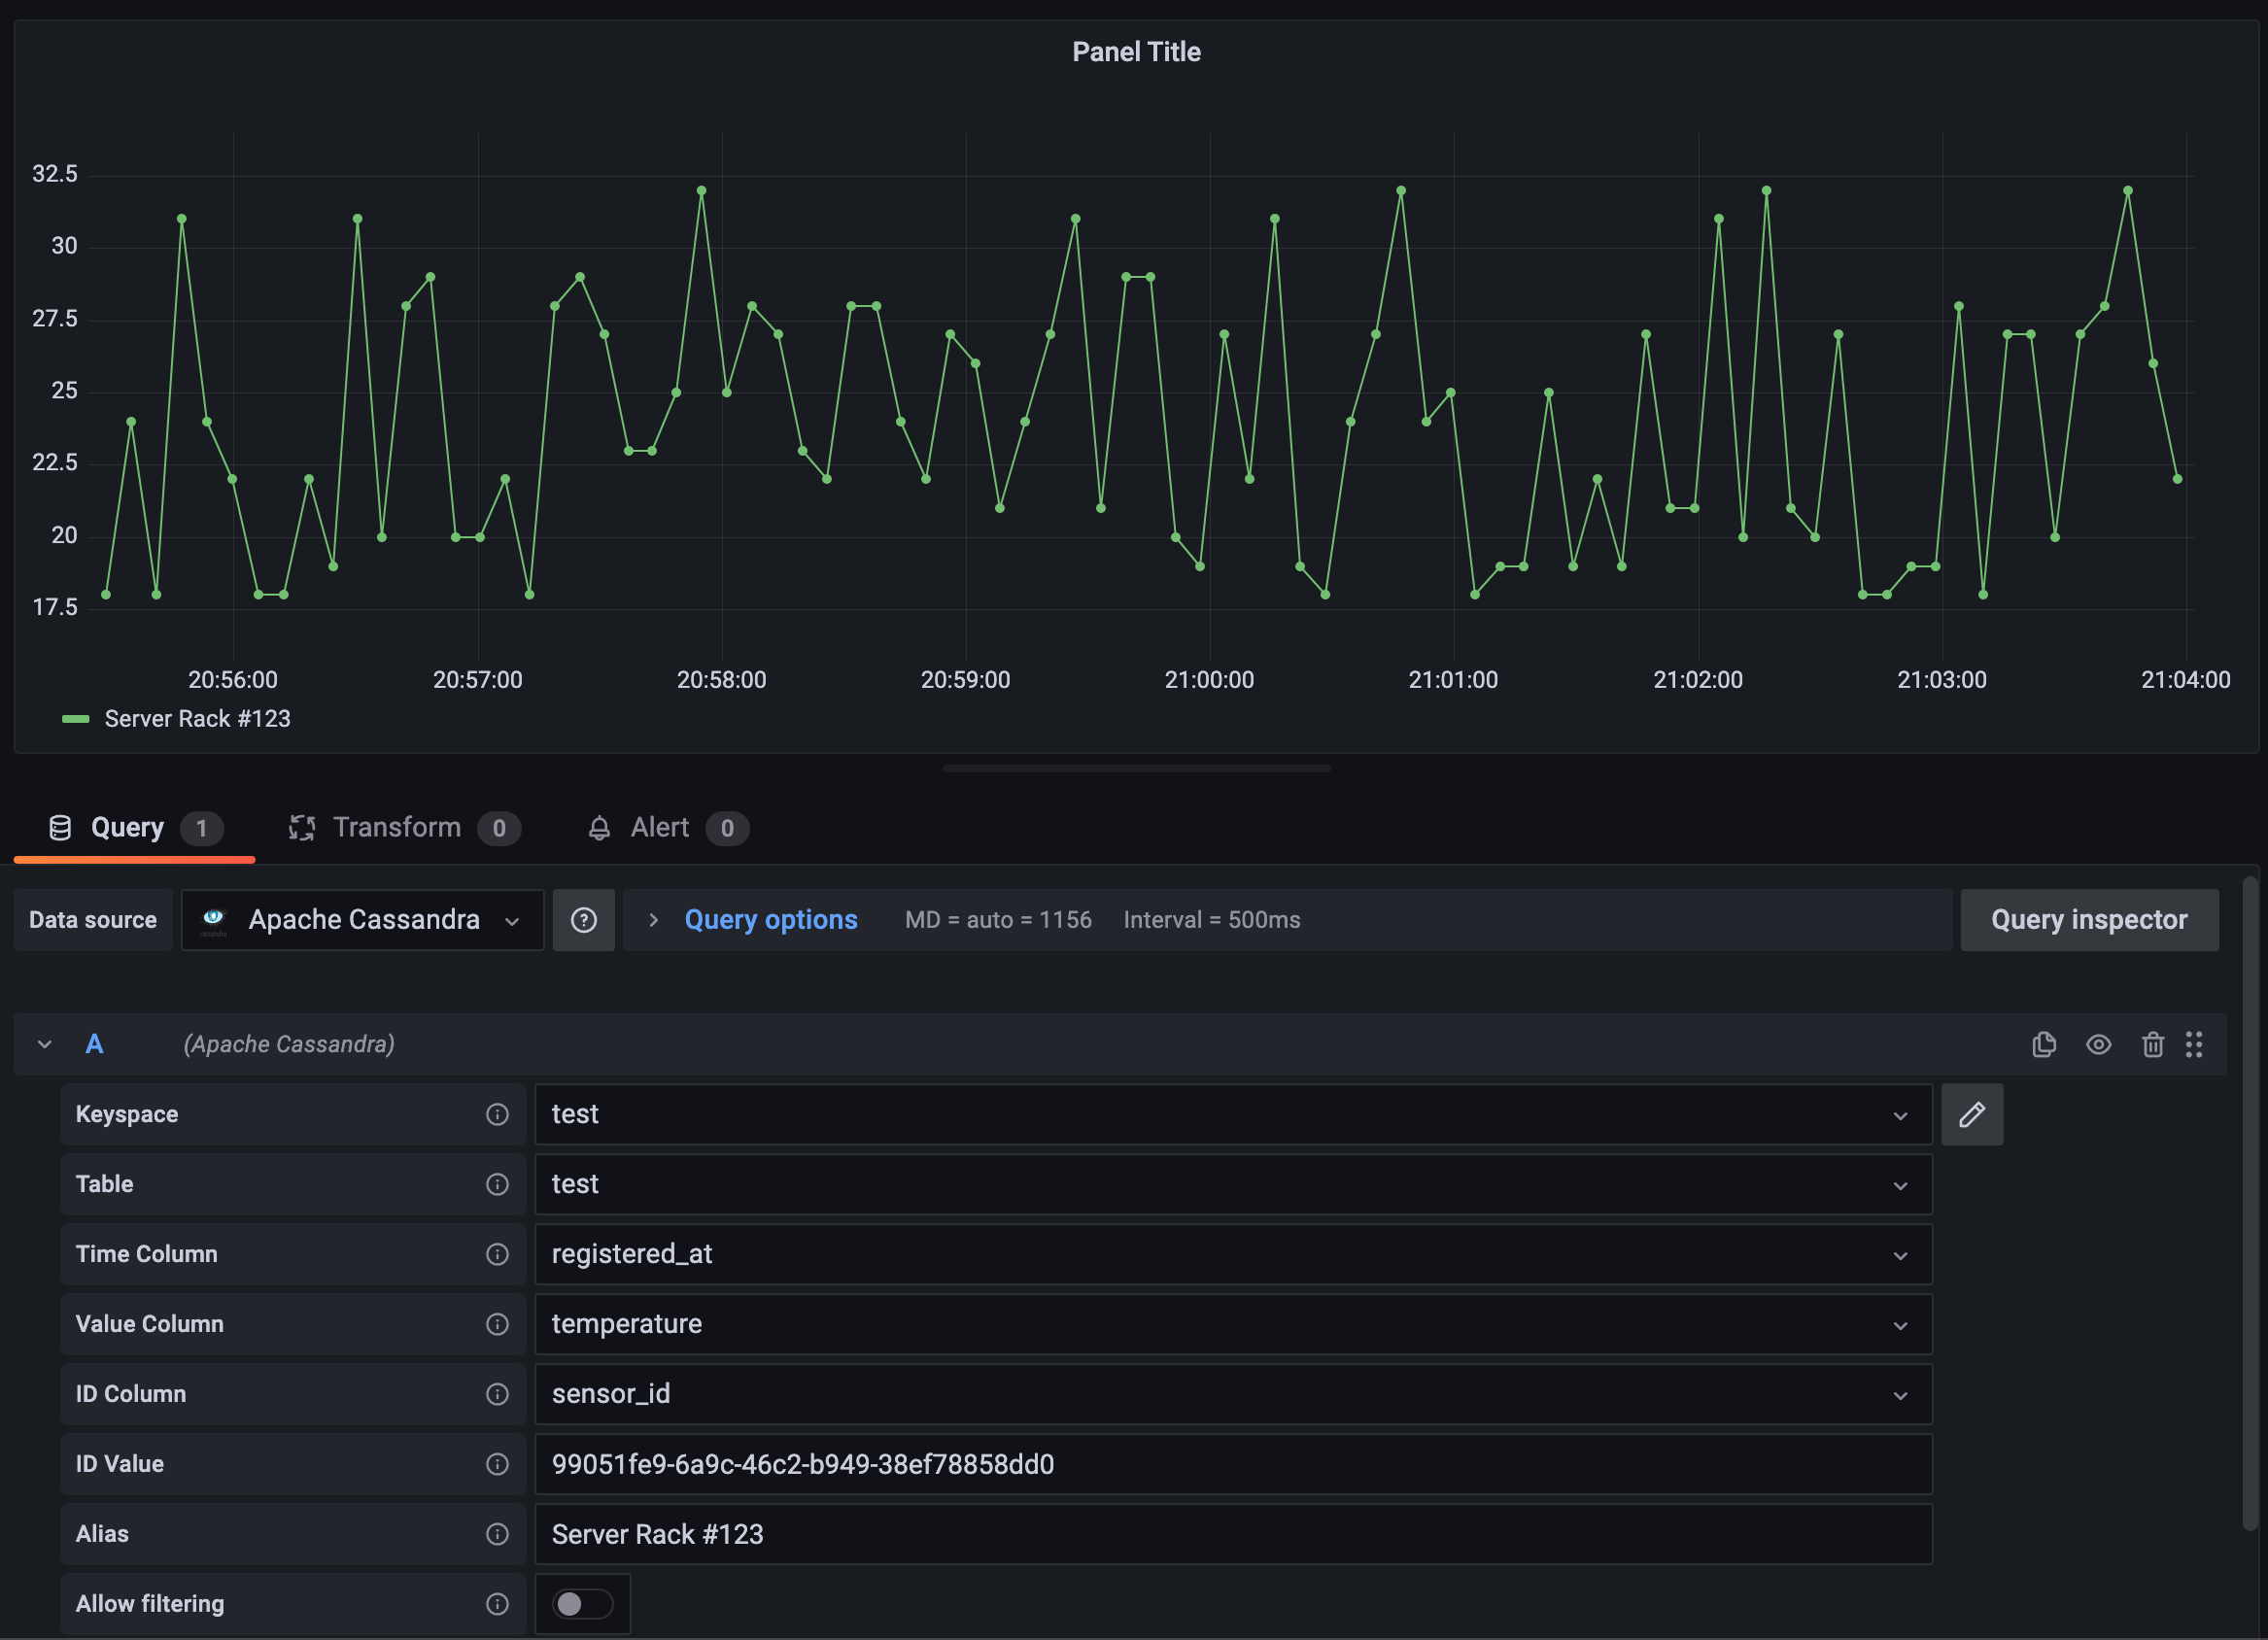 Panel Title
32.5
30
27.5
25
22.5
20
17.5
20:56:00 20:57:00 20:58:00 20:59:00 21:00:00 21:01:00 21:02:00 21:03:00 21:04:00
Server Rack #123
Query 1 Transform 0 Alert 0
Data source Apache Cassandra Query options MD = auto = 1156 Interval = 500ms Query inspector
A (Apache Cassandra)
Keyspace test
Table test
Time Column registered_at
Value Column temperature
ID Column sensor_id
ID Value 99051fe9-6a9c-46c2-b949-38ef78858dd0
Alias Server Rack #123
Allow filtering